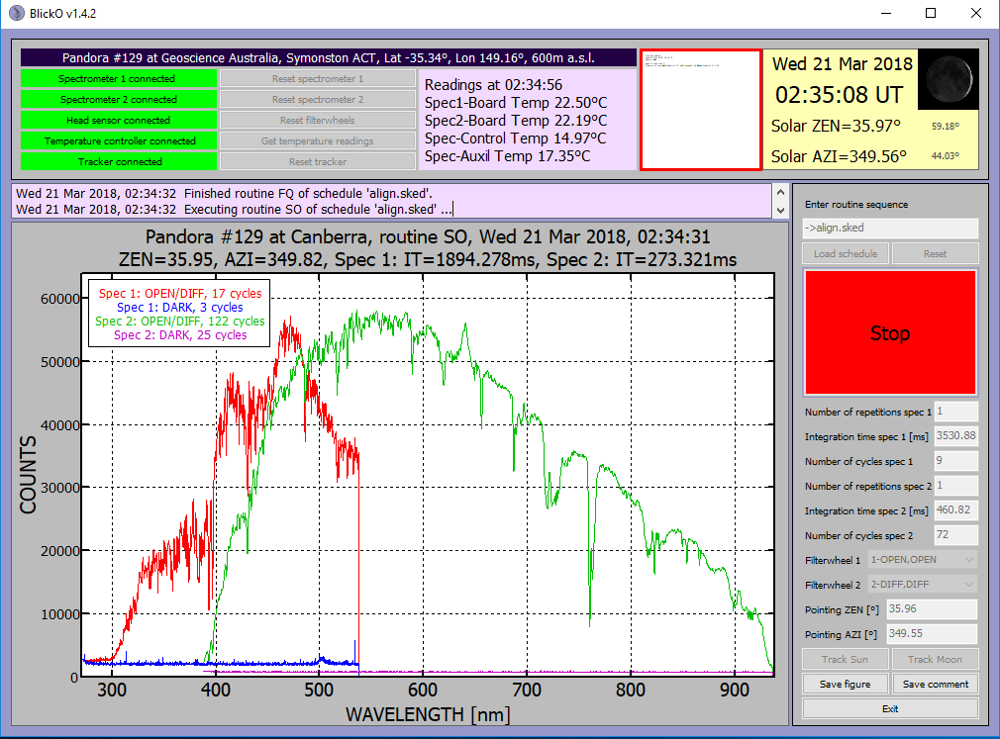 BlickO v1.4.2
Pandora #129 at Geoscience Australia, Symonston ACT, Lat -35.34°, Lon 149.16°, 600m a.s.l.
Spectrometer 1 connected
Reset spectrometer 1
Spectrometer 2 connected
Reset spectrometer 2
Head sensor connected
Reset filterwheels
Temperature controller connected
Get temperature readings
Tracker connected
Reset tracker
Readings at 02:34:56
Spec1-Board Temp 22.50°C
Spec2-Board Temp 22.19°C
Spec-Control Temp 14.97°C
Spec-Auxil Temp 17.35°C
Wed 21 Mar 2018
02:35:08 UT
Solar ZEN=35.97° 59.18°
Solar AZI=349.56° 44.03°
Wed 21 Mar 2018, 02:34:32 Finished routine FQ of schedule 'align.sked'.
Wed 21 Mar 2018, 02:34:32 Executing routine SO of schedule 'align.sked' ...
Pandora #129 at Canberra, routine SO, Wed 21 Mar 2018, 02:34:31
ZEN=35.95, AZI=349.82, Spec 1: IT=1894.278ms, Spec 2: IT=273.321ms
Spec 1: OPEN/DIFF, 17 cycles
Spec 1: DARK, 3 cycles
Spec 2: OPEN/DIFF, 122 cycles
Spec 2: DARK, 25 cycles
COUNTS
60000
50000
40000
30000
20000
10000
0
300 400 500 600 700 800 900
WAVELENGTH [nm]
Enter routine sequence
->align.sked
Load schedule Reset
Stop
Number of repetitions spec 1 1
Integration time spec 1 [ms] 3530.88
Number of cycles spec 1 9
Number of repetitions spec 2 1
Integration time spec 2 [ms] 460.82
Number of cycles spec 2 72
Filterwheel 1 1-OPEN,OPEN
Filterwheel 2 2-DIFF,DIFF
Pointing ZEN [°] 35.96
Pointing AZI [°] 349.55
Track Sun Track Moon
Save figure Save comment
Exit